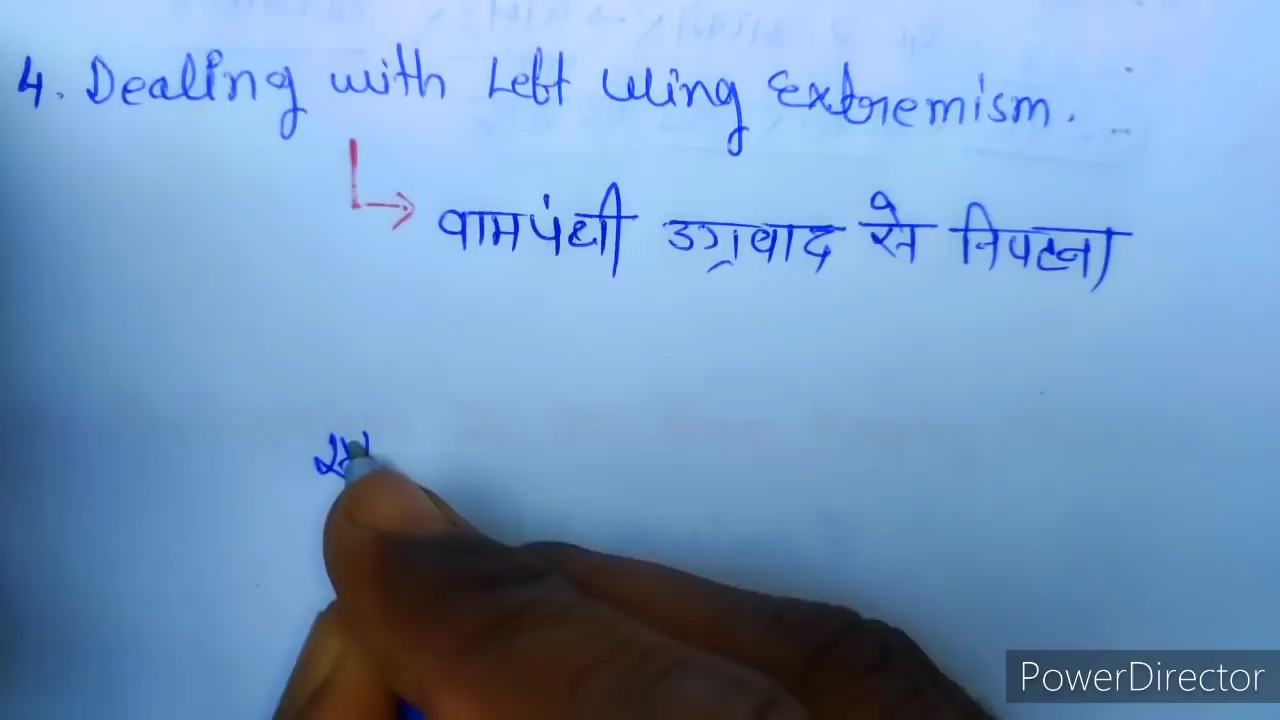 4. Dealing with Left Wing Extremism.
वामपंथी उग्रवाद से निपटना
PowerDirector